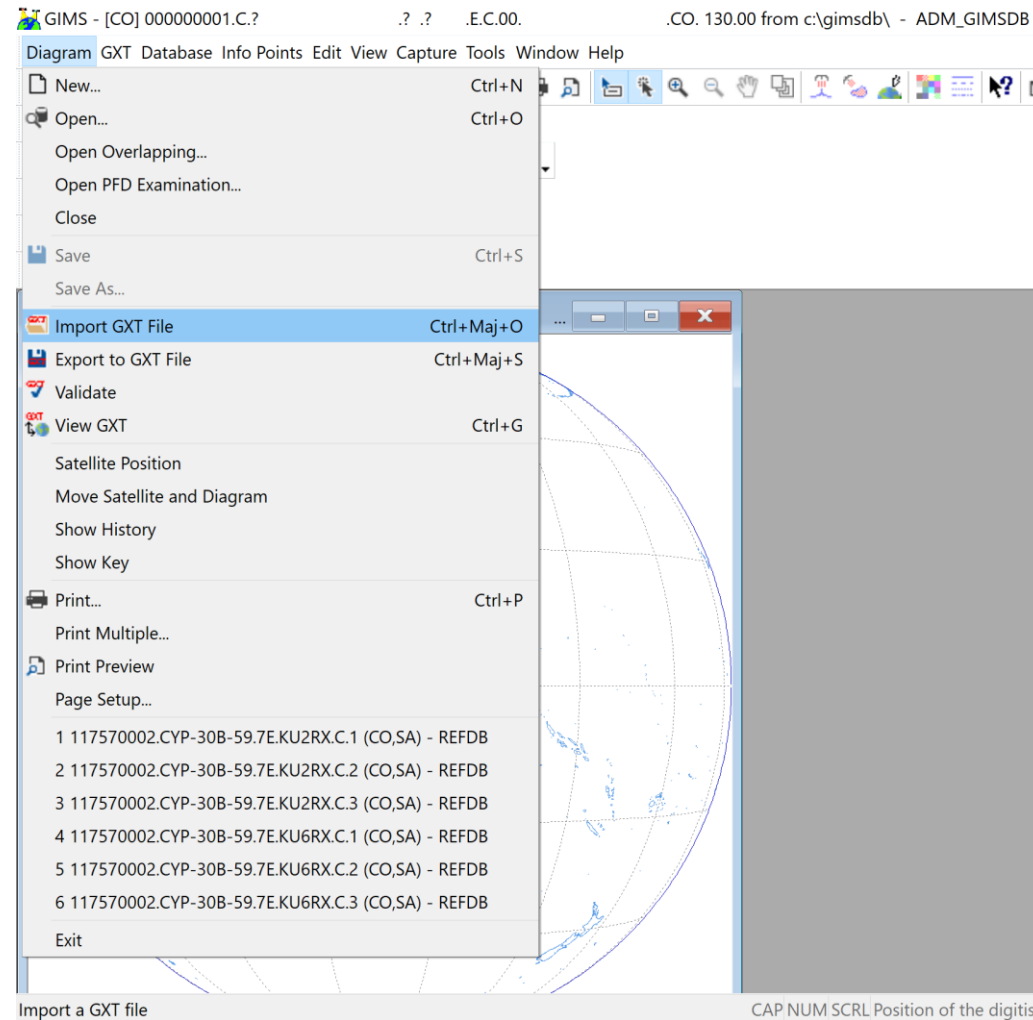 GIMS - [CO] 000000001.C.? .? .? .E.C.00. .CO. 130.00 from c:\gimsdb\ - ADM_GIMSDB
Diagram GXT Database Info Points Edit View Capture Tools Window Help
New... Ctrl+N
Open... Ctrl+O
Open Overlapping...
Open PFD Examination...
Close
Save Ctrl+S
Save As...
GXT Import GXT File Ctrl+Maj+O
Export to GXT File Ctrl+Maj+S
GXT Validate
GXT View GXT Ctrl+G
Satellite Position
Move Satellite and Diagram
Show History
Show Key
Print... Ctrl+P
Print Multiple...
Print Preview
Page Setup...
1 117570002.CYP-30B-59.7E.KU2RX.C.1 (CO,SA) - REFDB
2 117570002.CYP-30B-59.7E.KU2RX.C.2 (CO,SA) - REFDB
3 117570002.CYP-30B-59.7E.KU2RX.C.3 (CO,SA) - REFDB
4 117570002.CYP-30B-59.7E.KU6RX.C.1 (CO,SA) - REFDB
5 117570002.CYP-30B-59.7E.KU6RX.C.2 (CO,SA) - REFDB
6 117570002.CYP-30B-59.7E.KU6RX.C.3 (CO,SA) - REFDB
Exit
...
Import a GXT file CAP NUM SCRL Position of the digitis